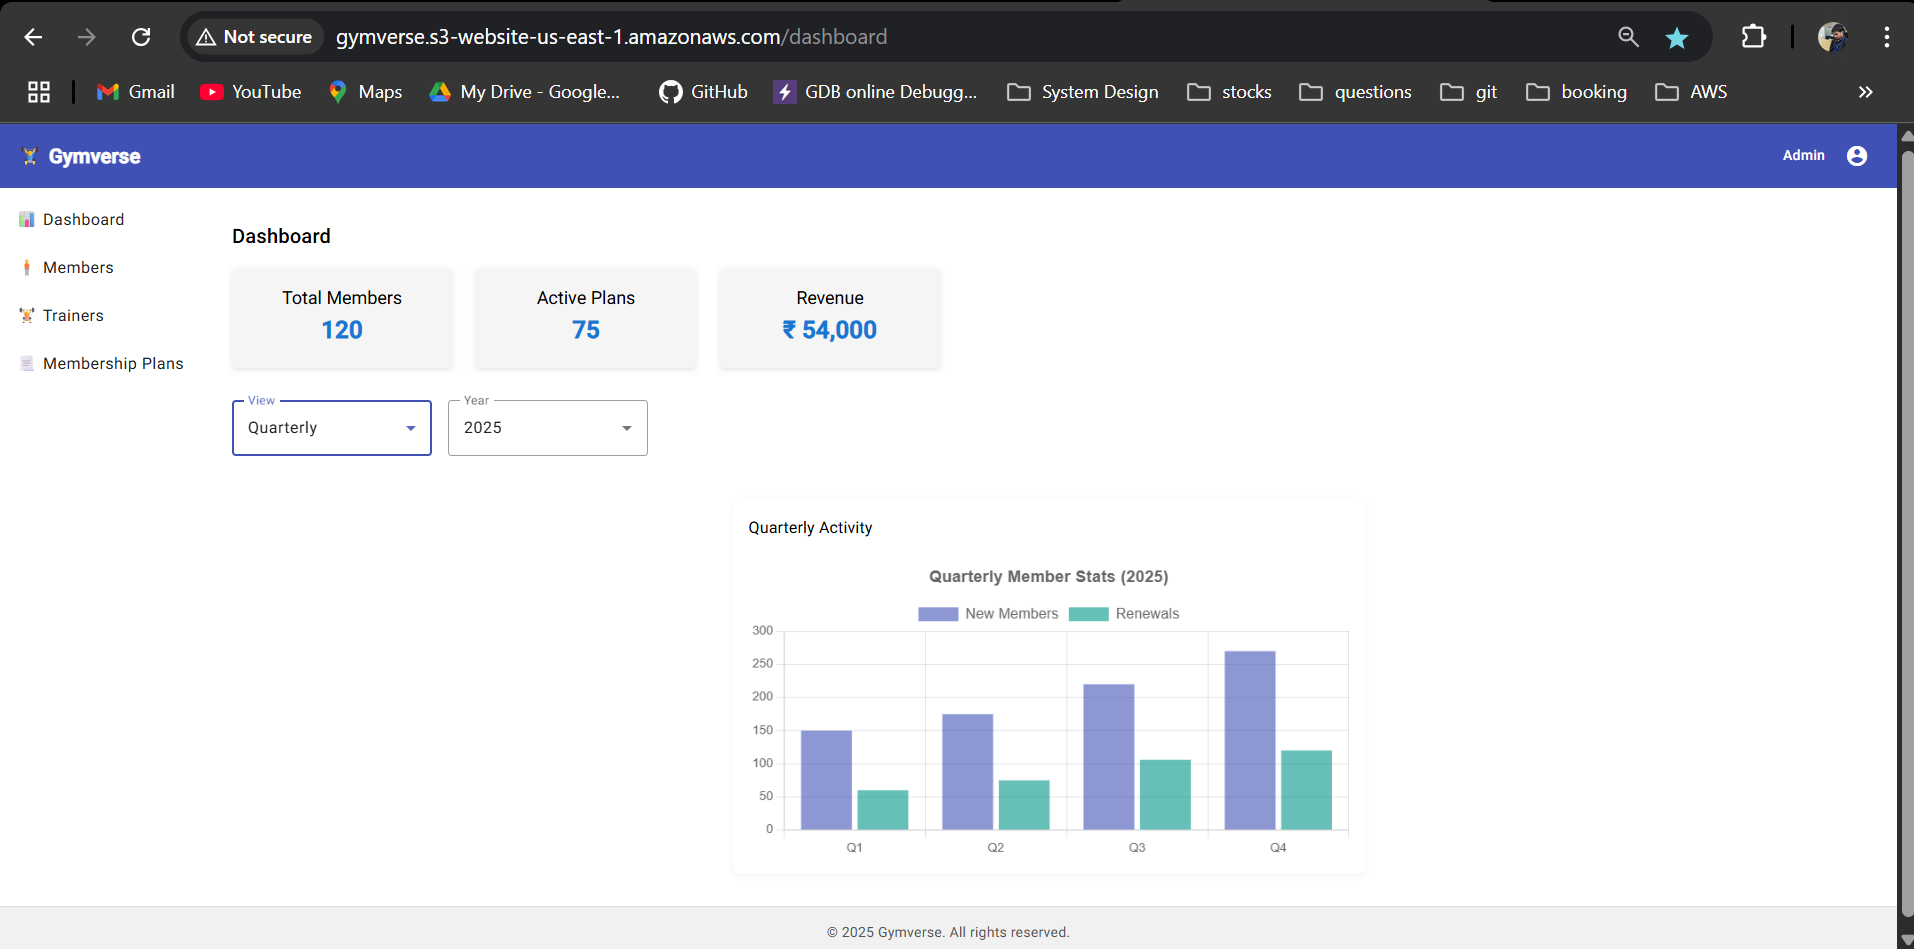 Not secure gymverse.s3-website-us-east-1.amazonaws.com/dashboard
Gmail YouTube Maps My Drive - Google... GitHub GDB online Debugg... System Design stocks questions git booking AWS
Gymverse
Admin
Dashboard
Members
Trainers
Membership Plans
Dashboard
Total Members
120
Active Plans
75
Revenue
₹ 54,000
View
Quarterly
Year
2025
Quarterly Activity
Quarterly Member Stats (2025)
New Members Renewals
300
250
200
150
100
50
0
Q1 Q2 Q3 Q4
© 2025 Gymverse. All rights reserved.